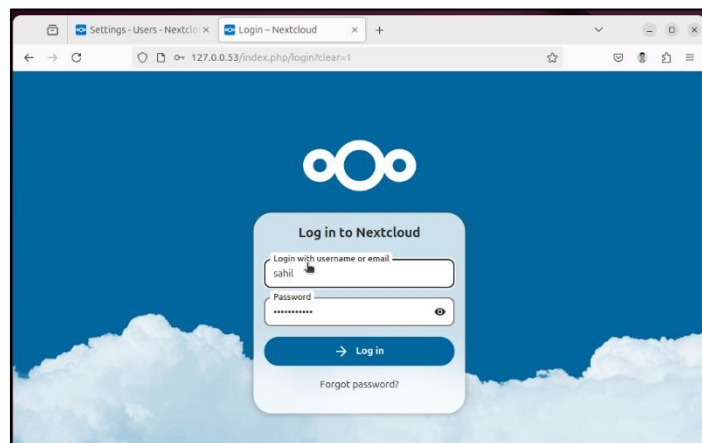 Settings - Users - Nextclo
Login – Nextcloud
127.0.0.53/index.php/login?clear=1
Log in to Nextcloud
Login with username or email
sahil
Password
•••••••••••
Log in
Forgot password?